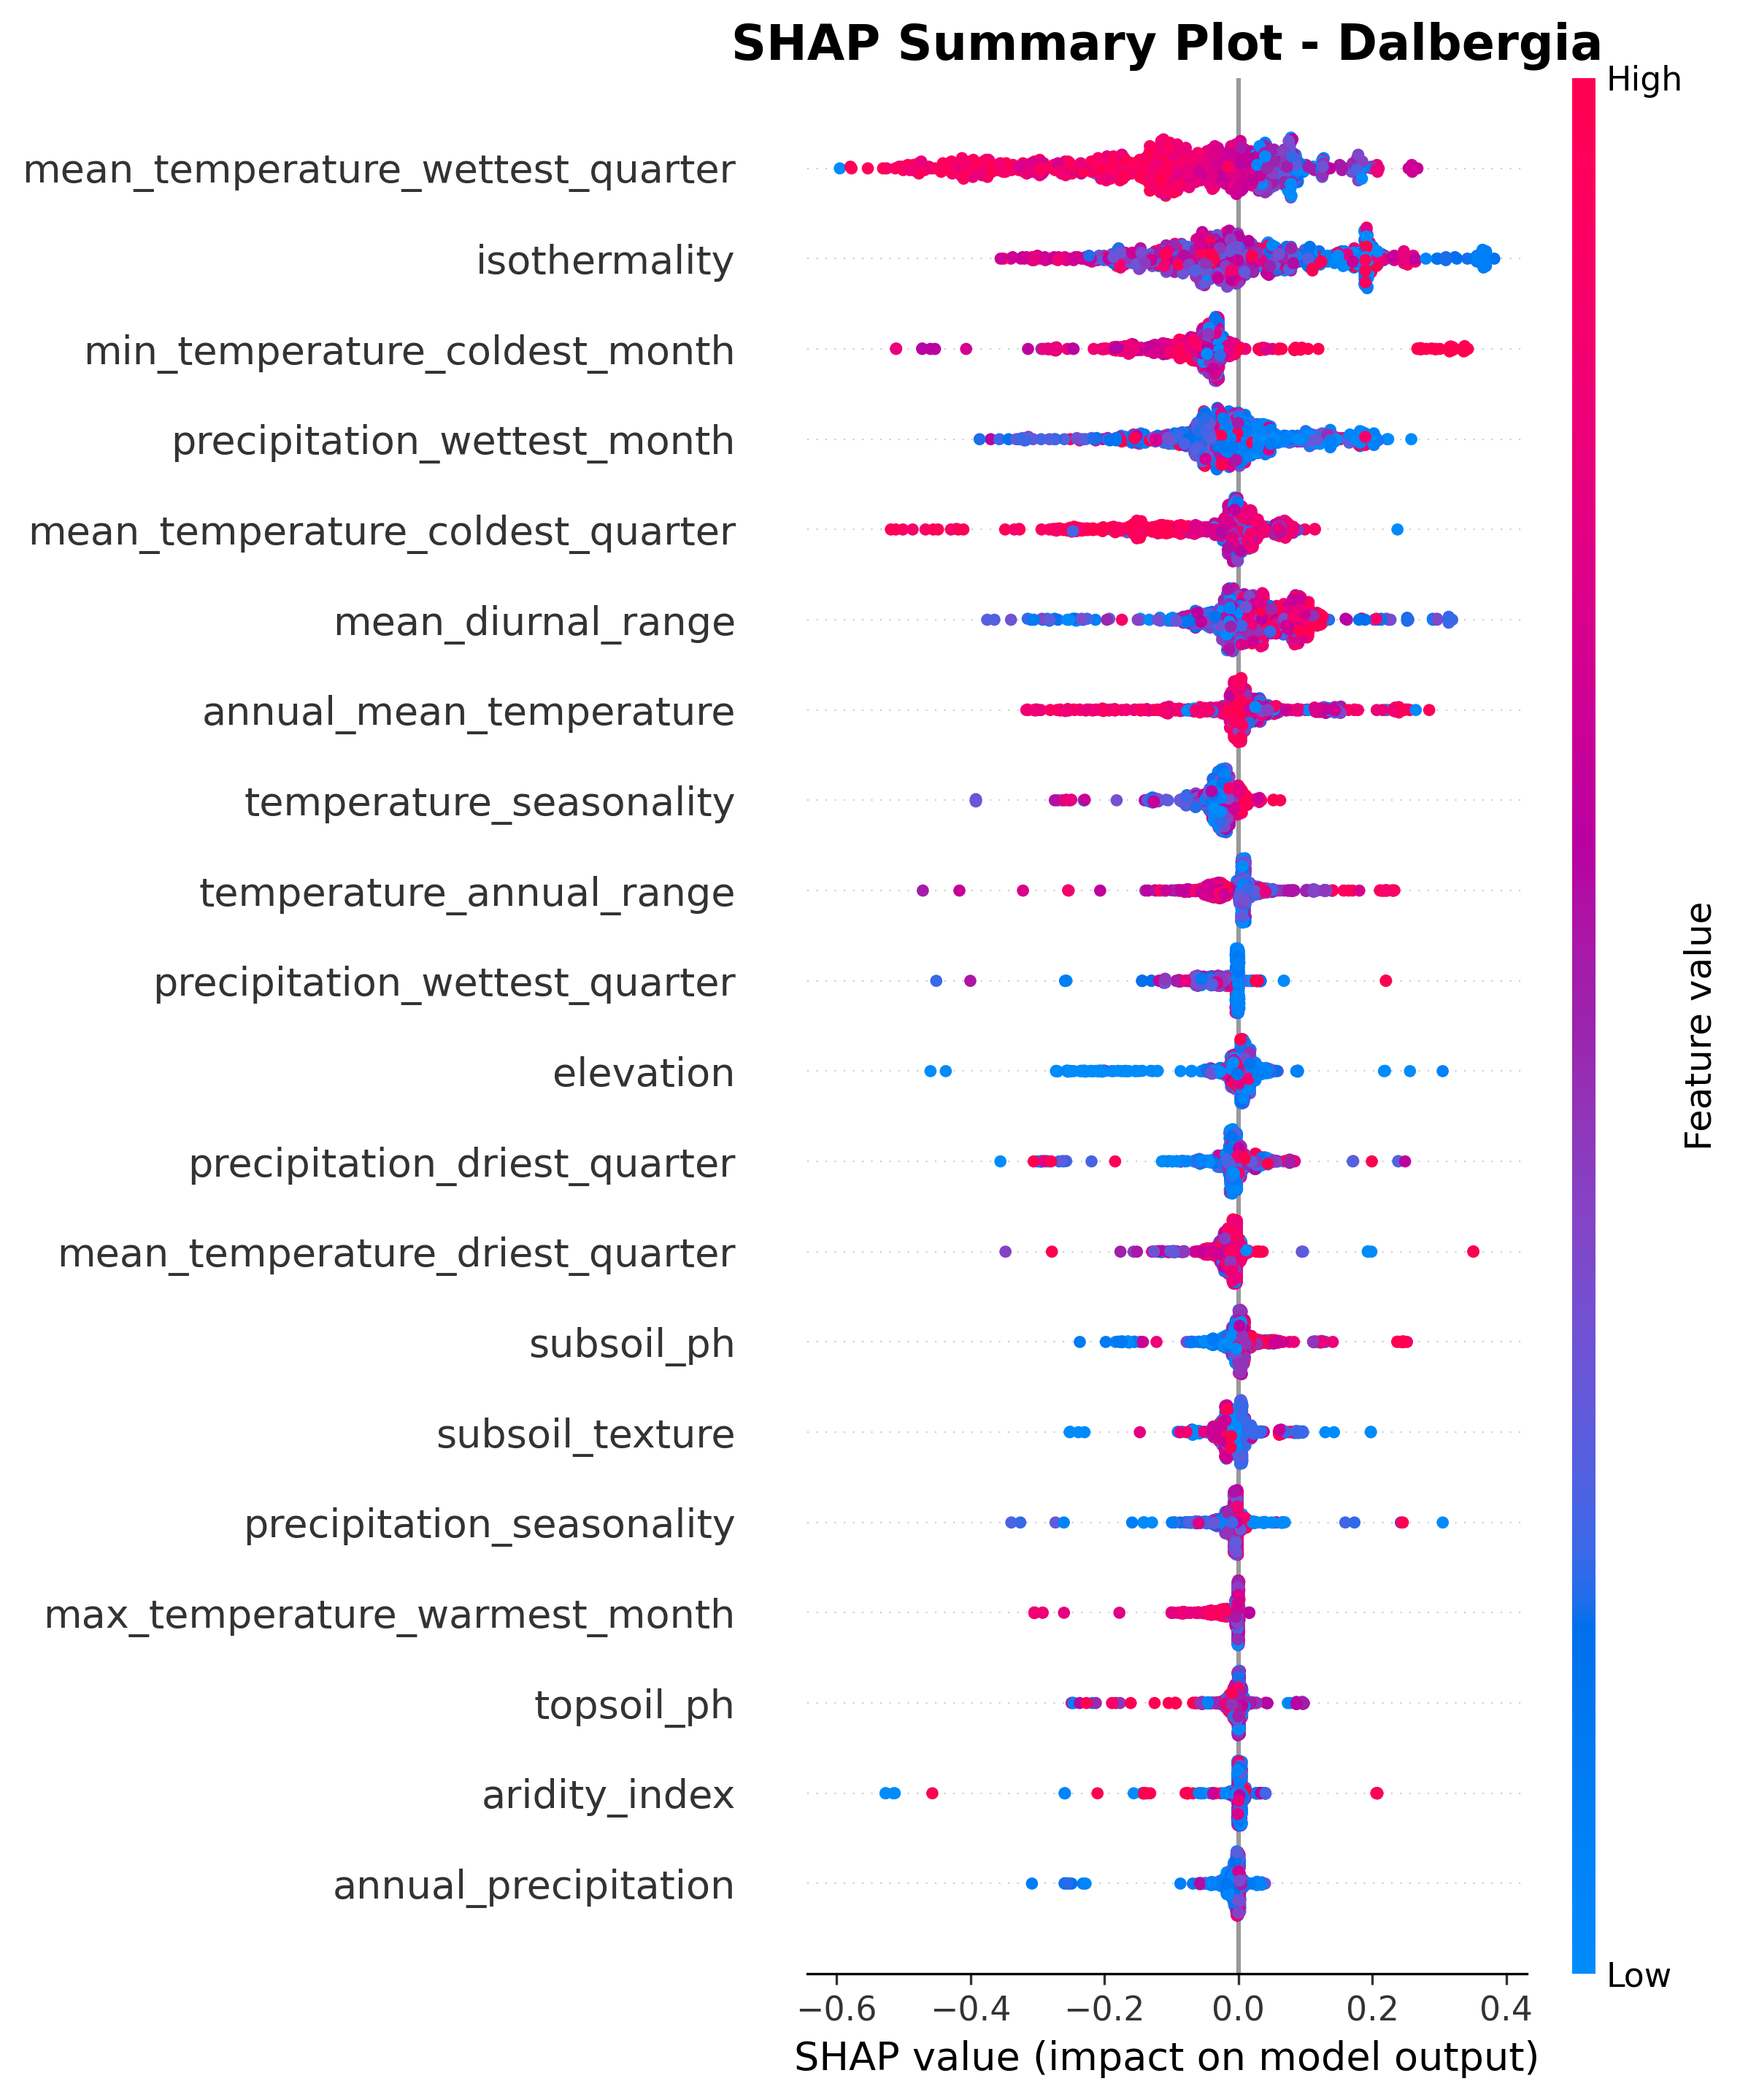 SHAP Summary Plot - Dalbergia
High
mean_temperature_wettest_quarter
isothermality
min_temperature_coldest_month
precipitation_wettest_month
mean_temperature_coldest_quarter
mean_diurnal_range
annual_mean_temperature
temperature_seasonality
temperature_annual_range
precipitation_wettest_quarter
elevation
precipitation_driest_quarter
mean_temperature_driest_quarter
subsoil_ph
subsoil_texture
precipitation_seasonality
max_temperature_warmest_month
topsoil_ph
aridity_index
annual_precipitation
Feature value
Low
−0.6 −0.4 −0.2 0.0 0.2 0.4
SHAP value (impact on model output)